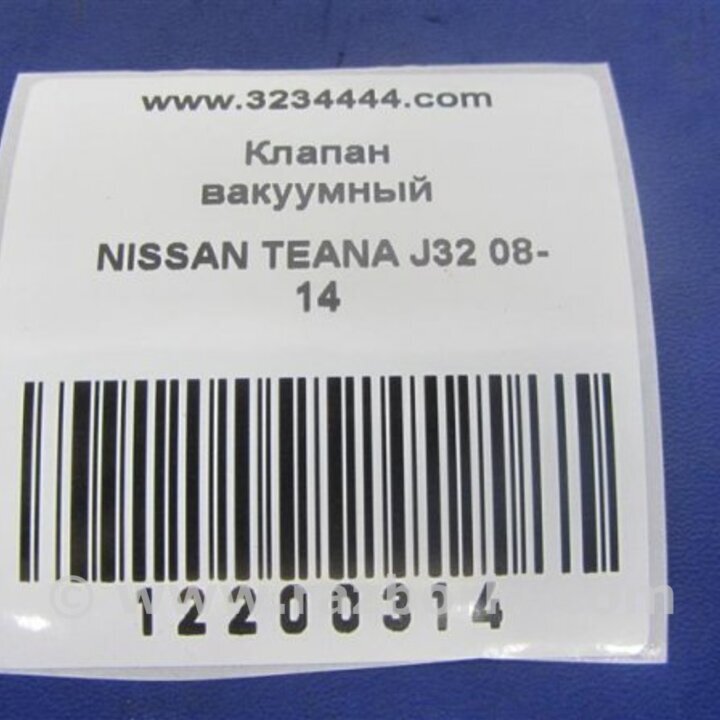 www.3234444.com
Клапан
вакуумный
NISSAN TEANA J32 08-
14
12200314